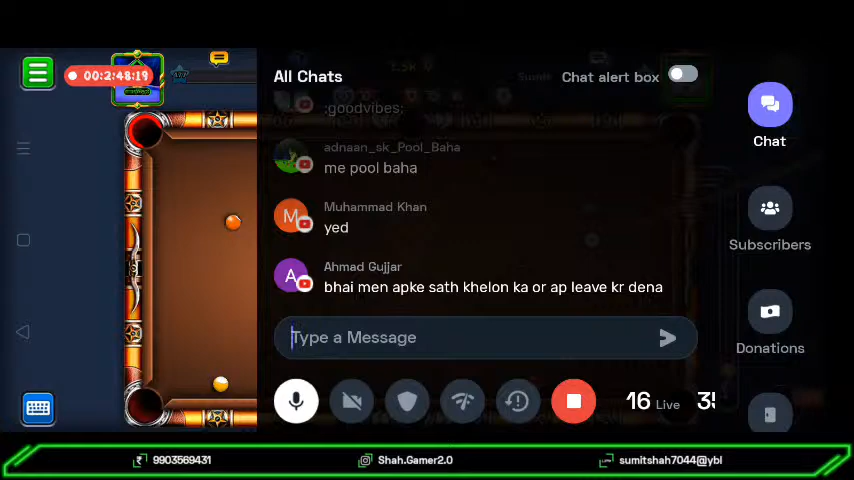 00:2:48:19
All Chats
Chat alert box
:goodvibes:
adnaan_sk_Pool_Baha
me pool baha
Muhammad Khan
yed
Ahmad Gujjar
bhai men apke sath khelon ka or ap leave kr dena
Type a Message
Chat
Subscribers
Donations
16 Live
9903569431
Shah.Gamer2.0
sumitshah7044@ybl